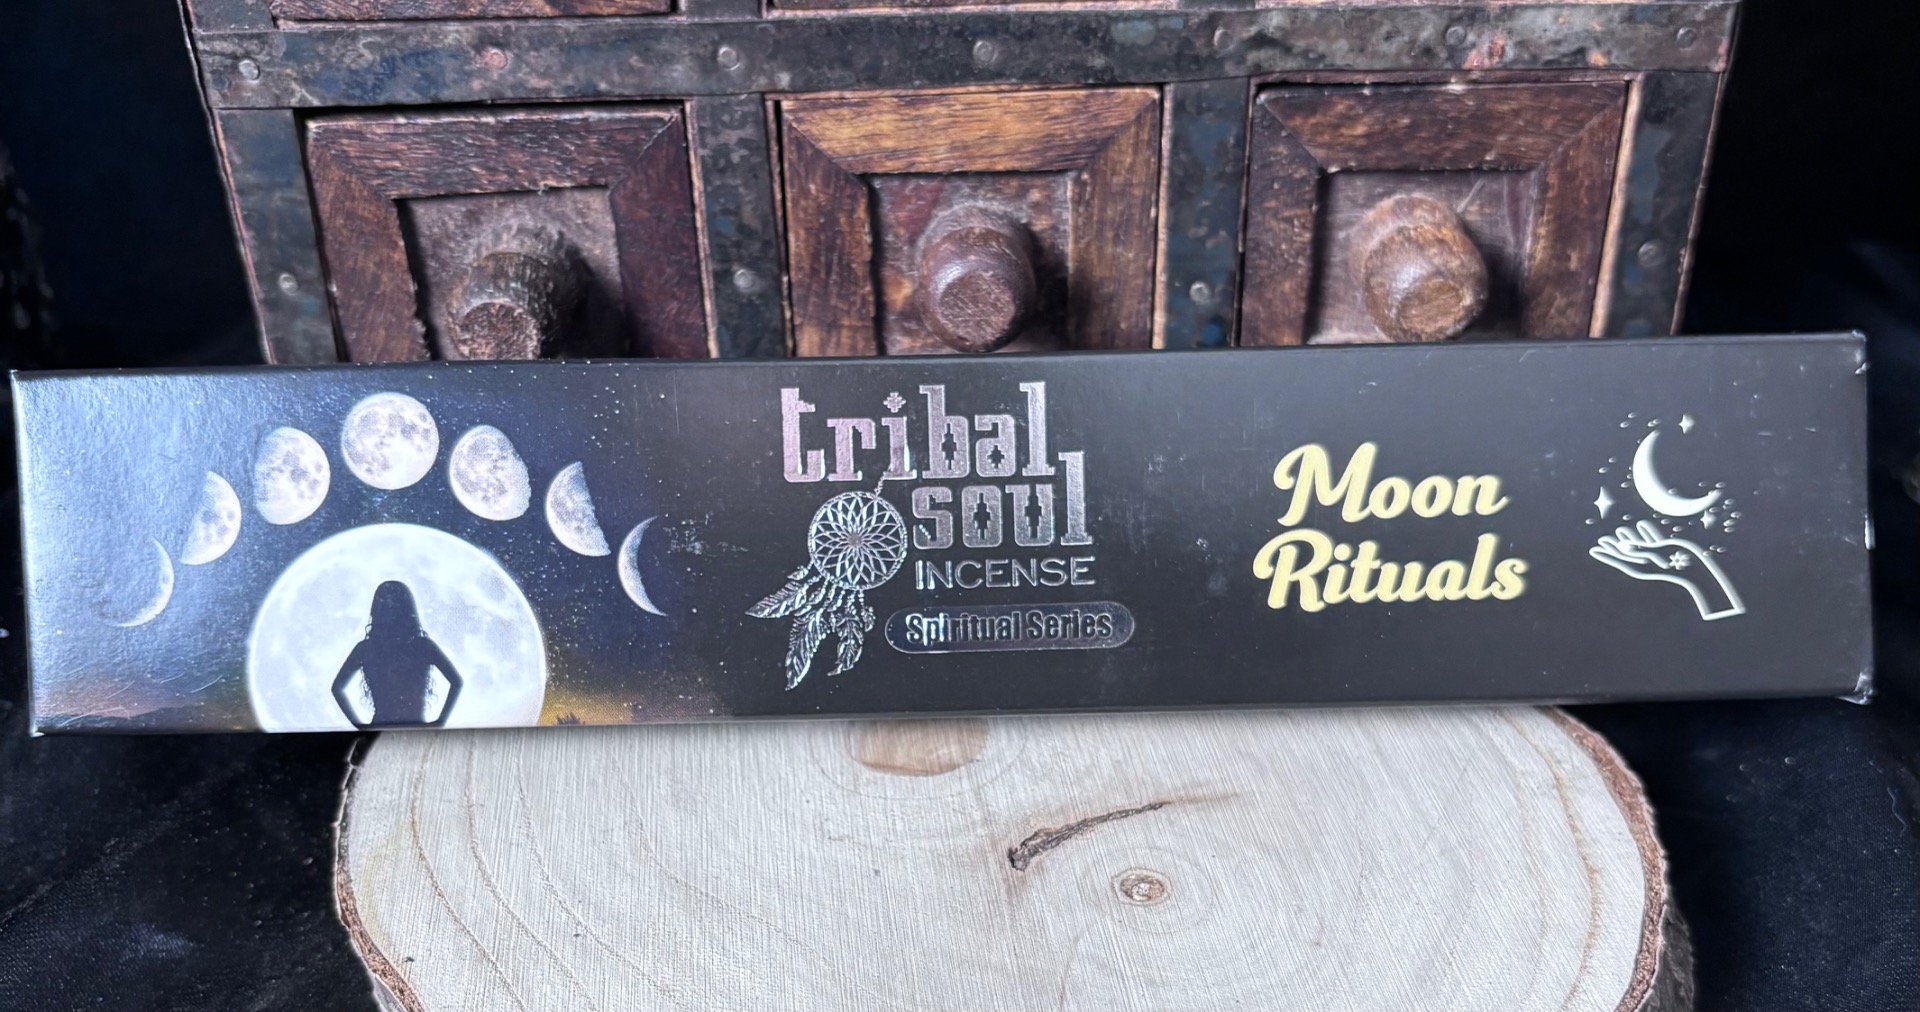 tribal
soul
INCENSE
Spiritual Series
Moon
Rituals